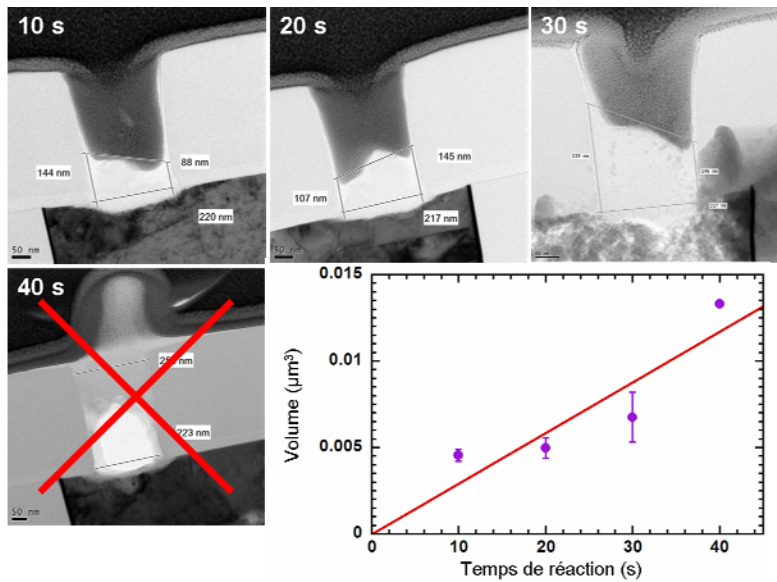 10 s
144 nm
88 nm
220 nm
50 nm
20 s
145 nm
107 nm
217 nm
50 nm
30 s
40 s
223 nm
50 nm
0.015
0.01
0.005
0
Volume (µm³)
0
10
20
30
40
Temps de réaction (s)